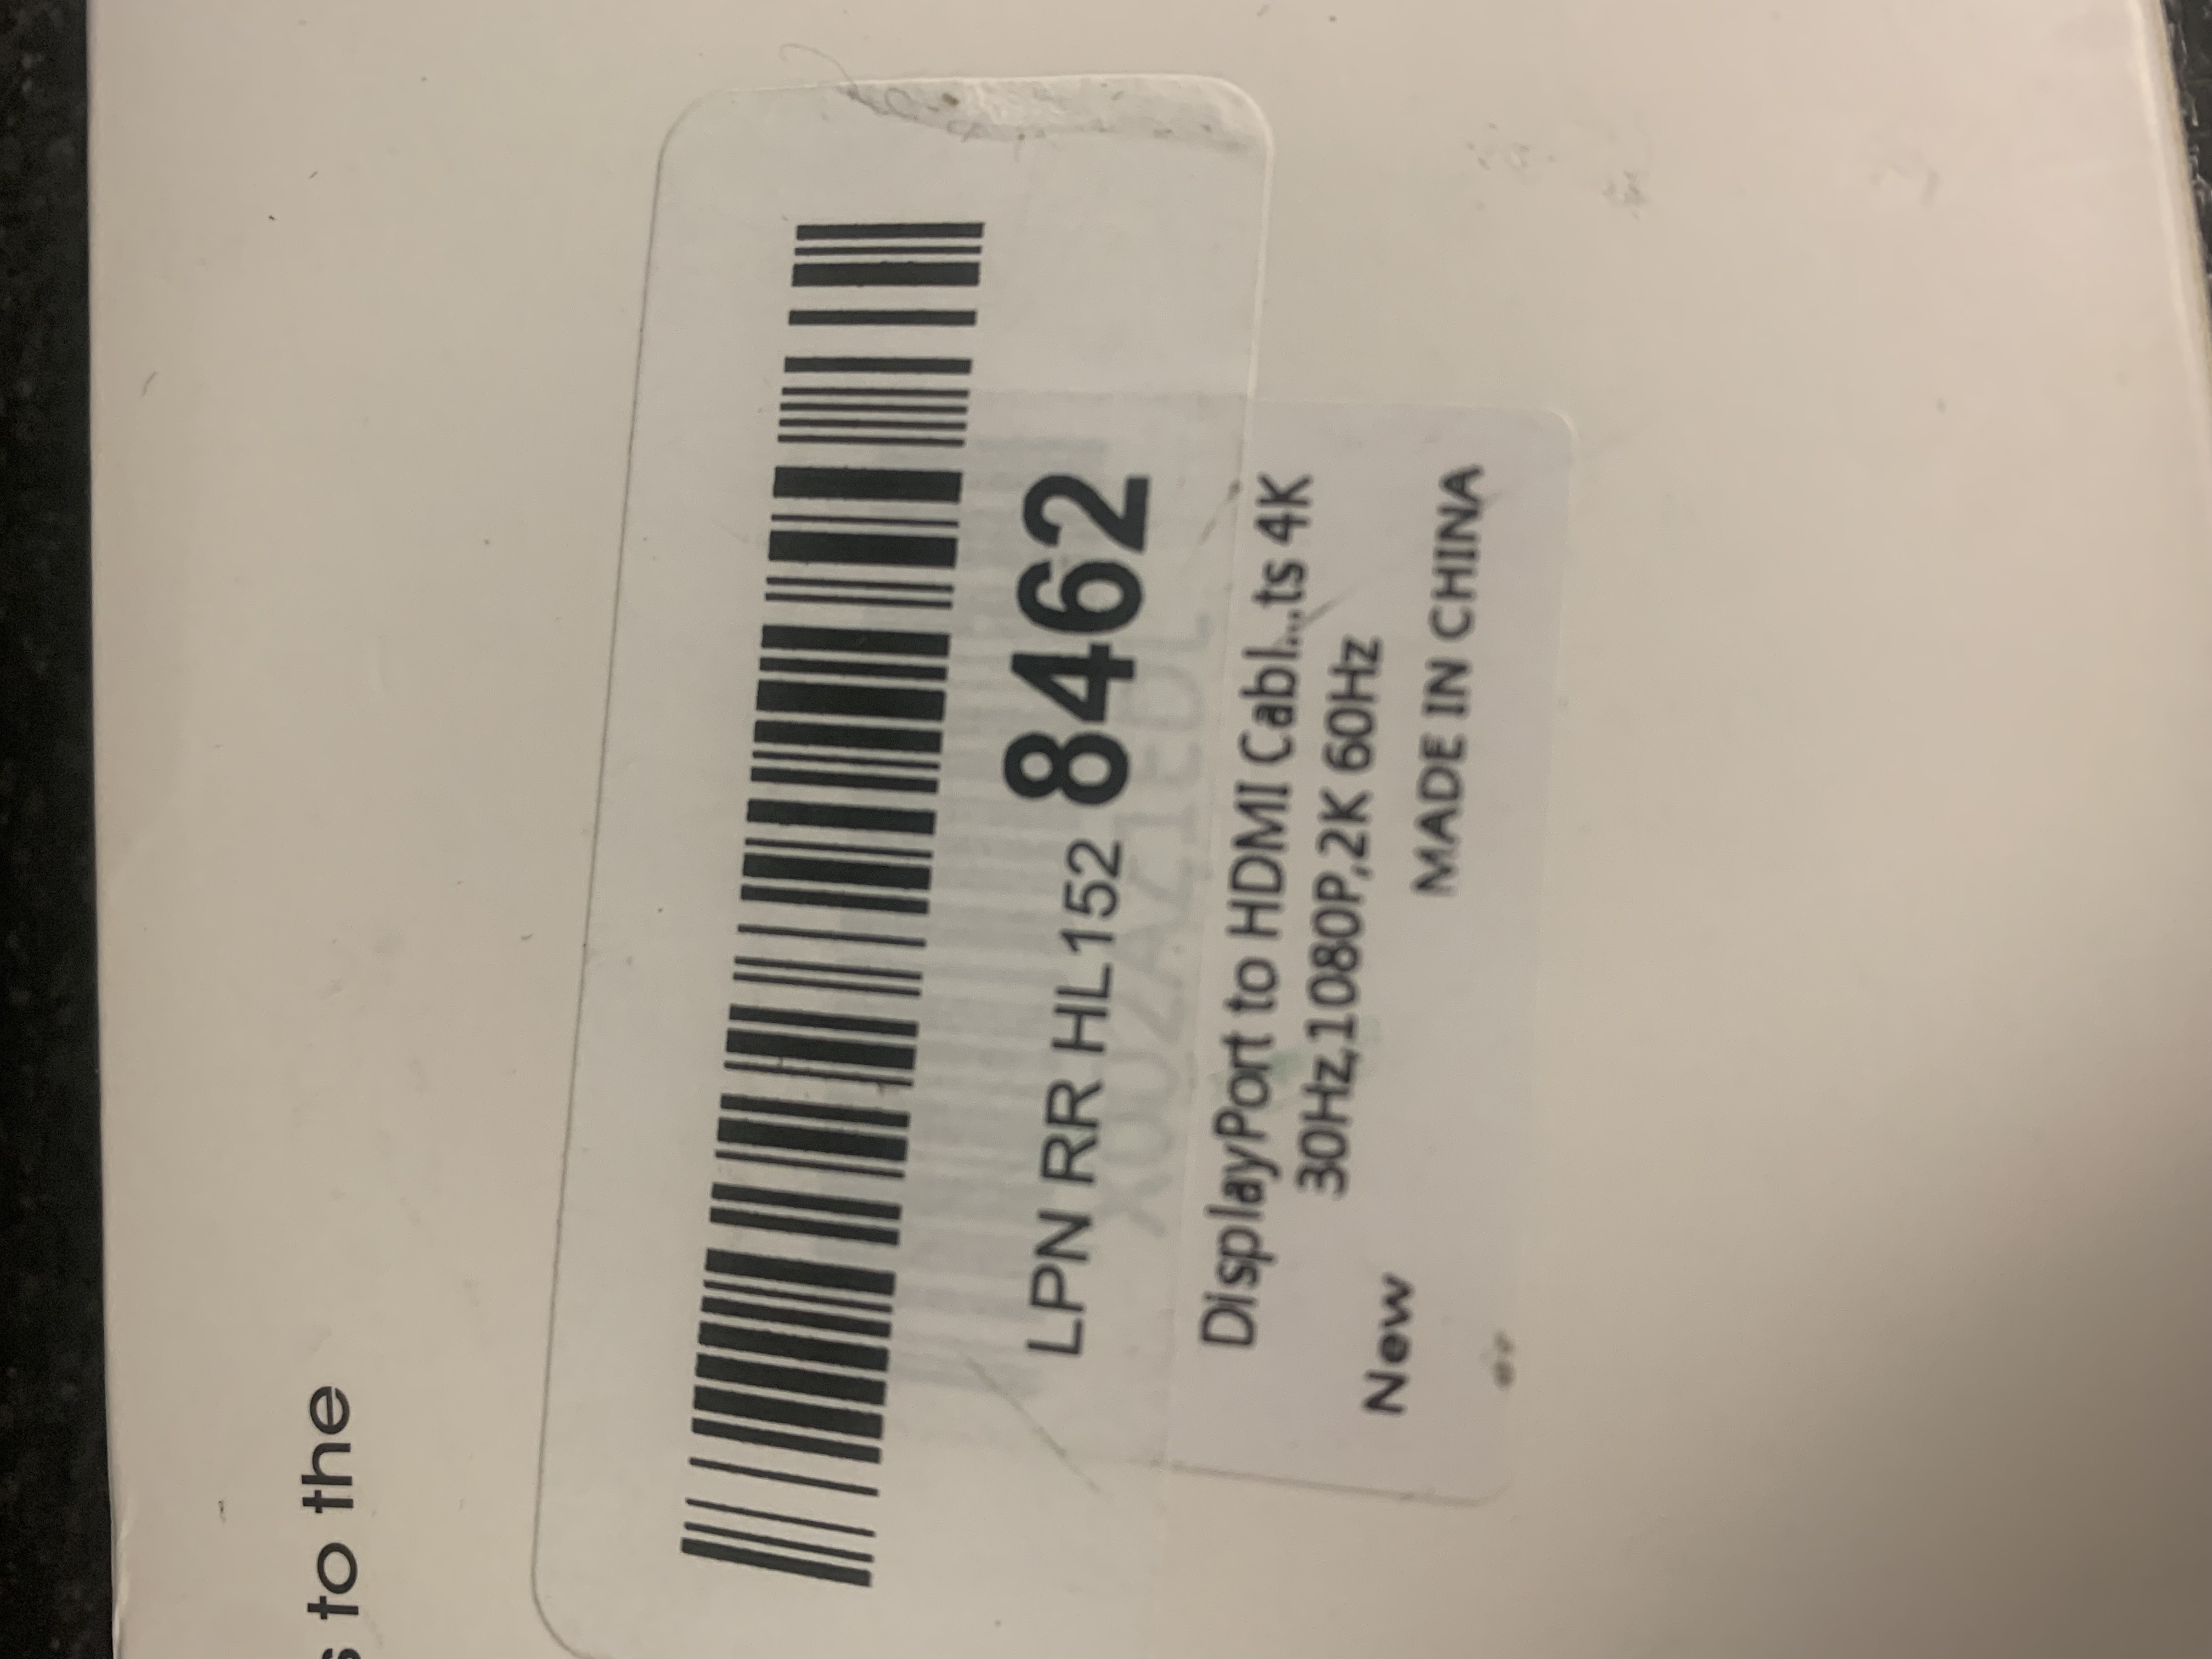 s to the
LPN RR HL152 8462
DisplayPort to HDMI Cabl...ts 4K
30Hz,1080P,2K 60Hz
New
MADE IN CHINA